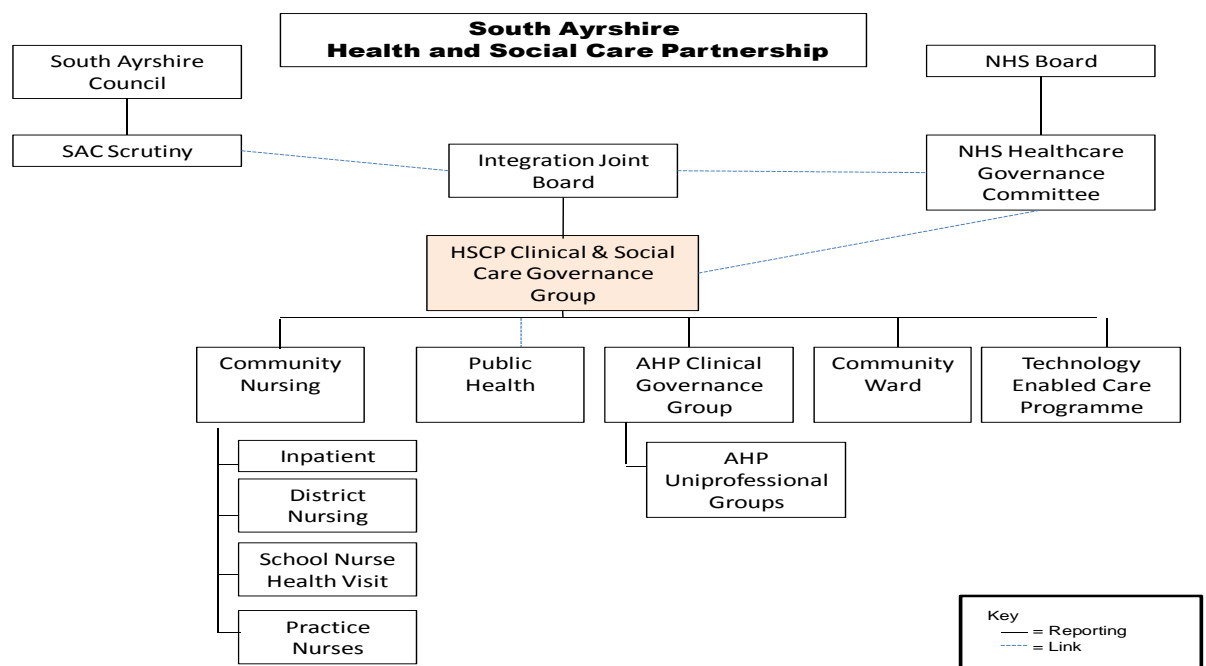 South Ayrshire
Health and Social Care Partnership
South Ayrshire
Council
NHS Board
SAC Scrutiny
Integration Joint
Board
NHS Healthcare
Governance
Committee
HSCP Clinical & Social
Care Governance
Group
Community
Nursing
Public
Health
AHP Clinical
Governance
Group
Community
Ward
Technology
Enabled Care
Programme
Inpatient
District
Nursing
School Nurse
Health Visit
Practice
Nurses
AHP
Uniprofessional
Groups
Key
= Reporting
= Link